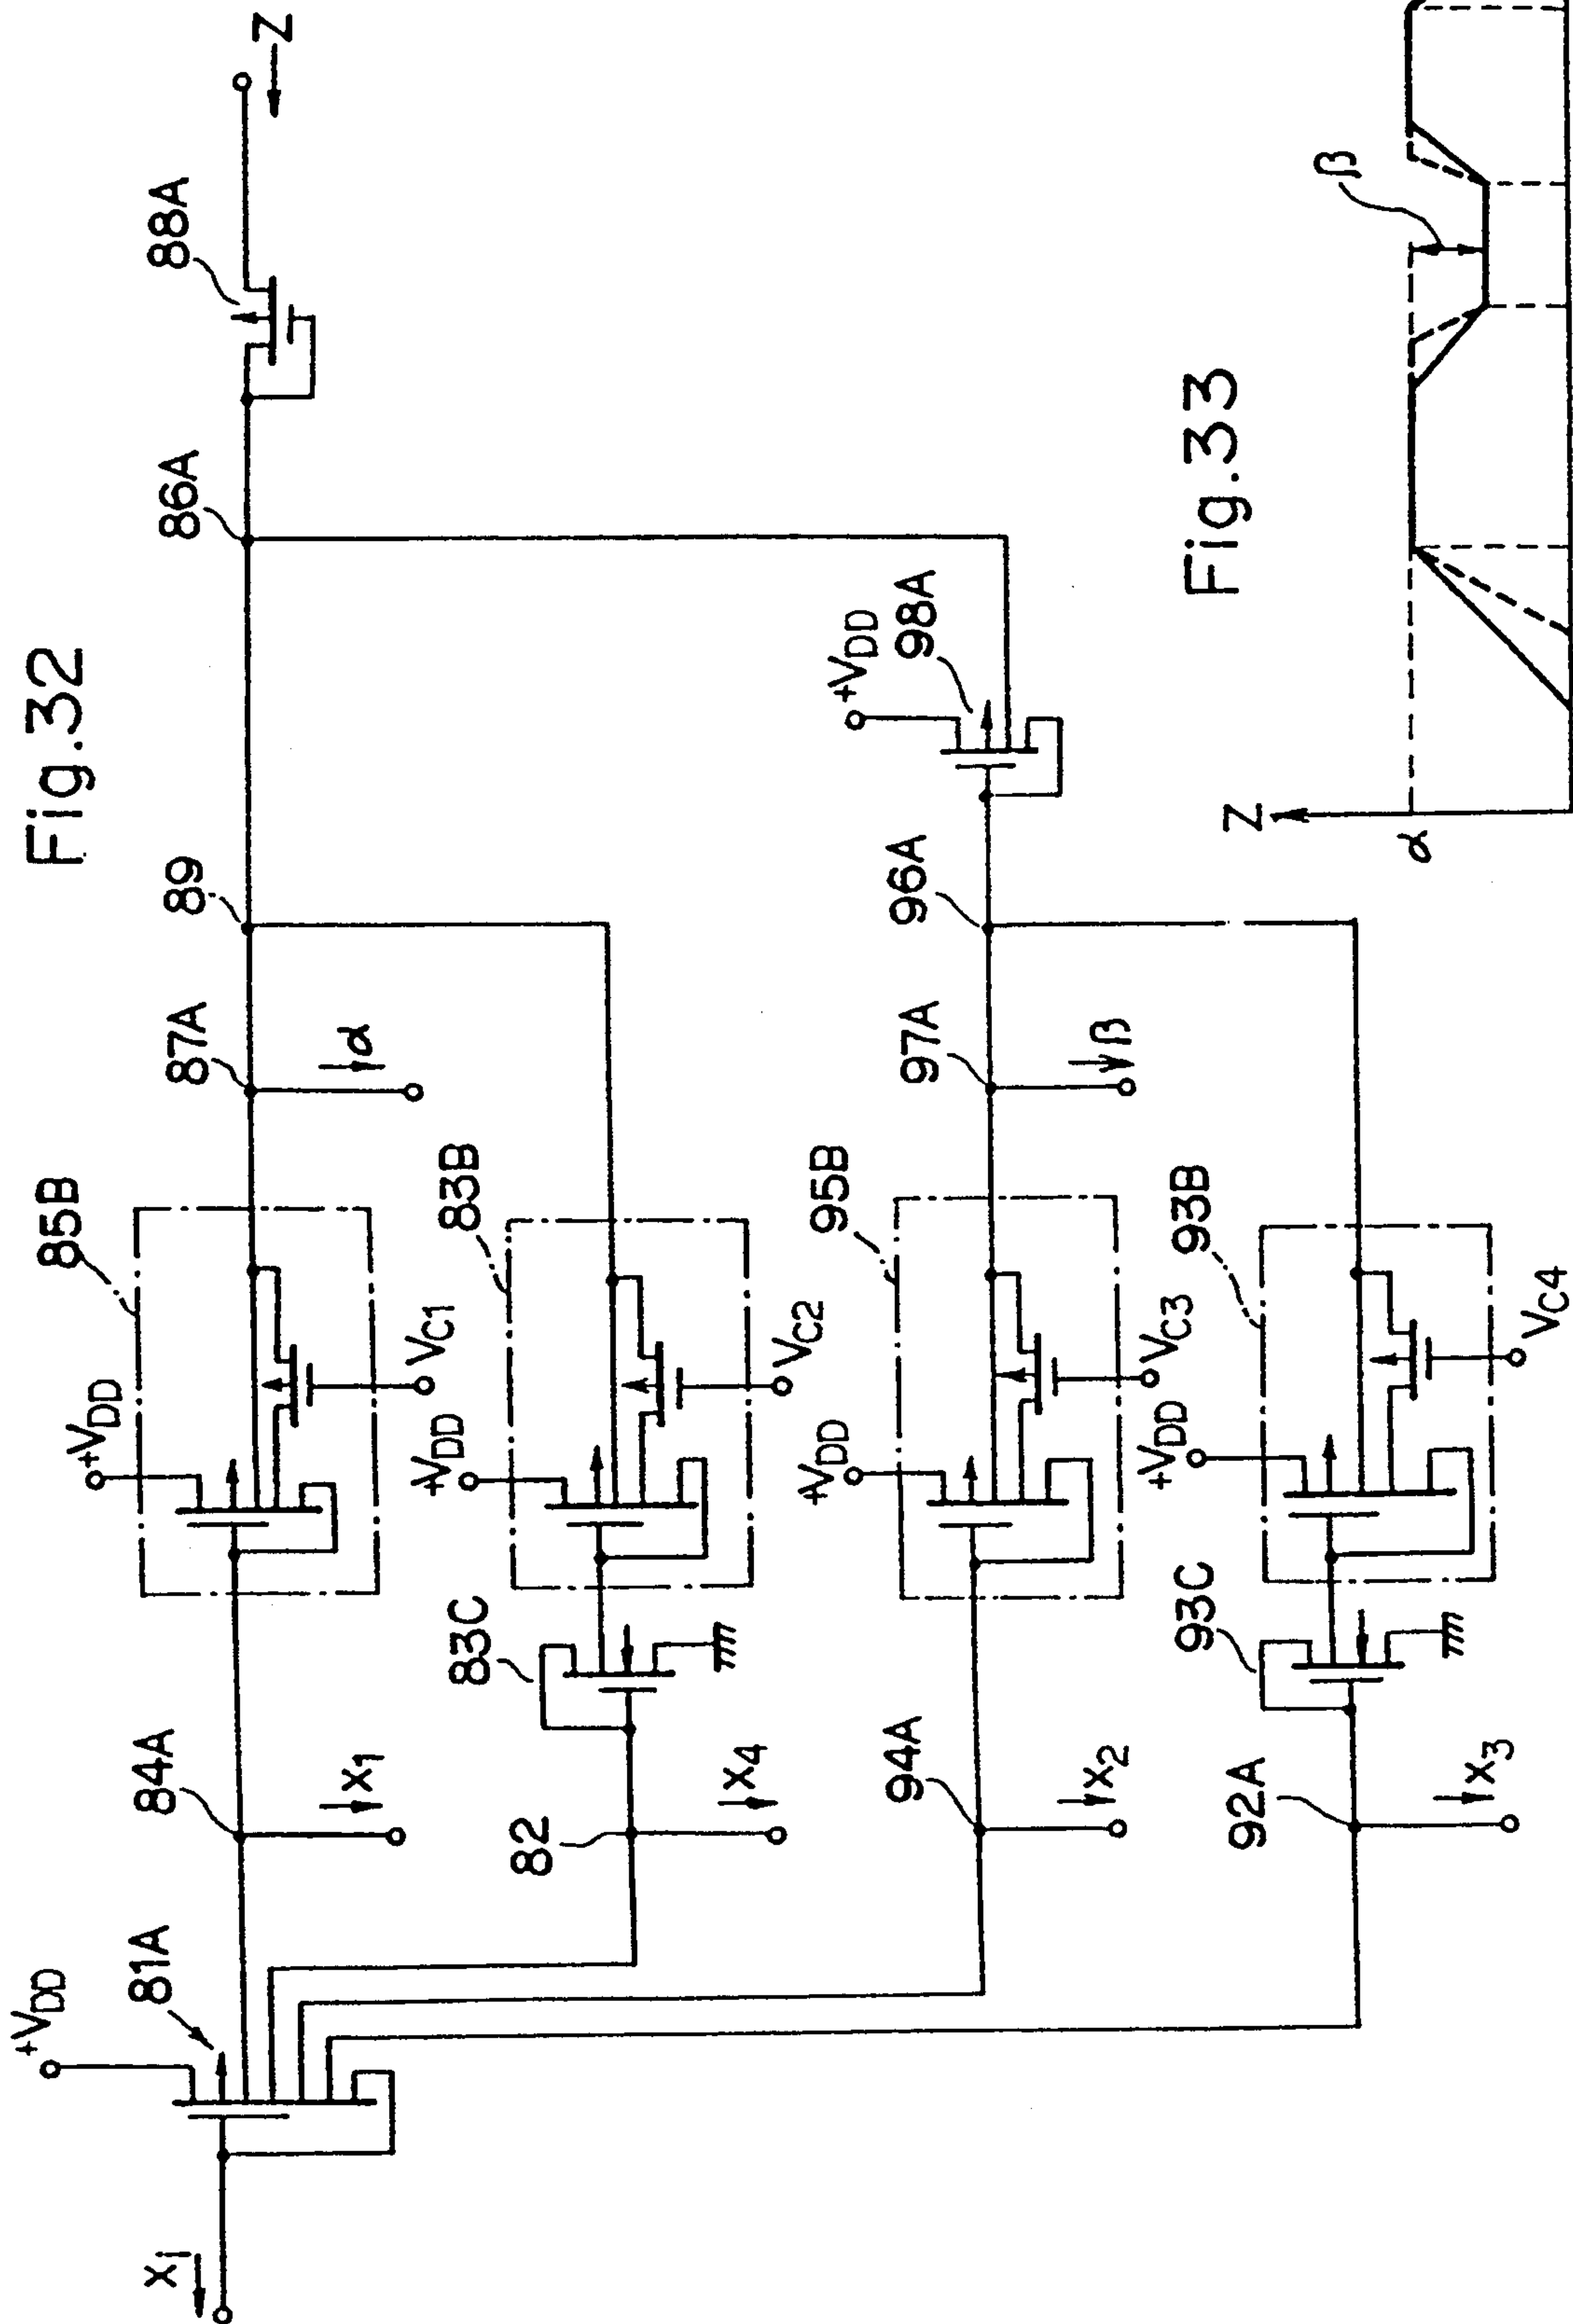 Fig.32
Z
88A
86A
89
87A
α
85B
+VDD
VC1
84A
x1
+VDD
81A
xi
83B
+VDD
VC2
83C
82
x4
+VDD
98A
96A
97A
β
95B
+VDD
VC3
94A
x2
93B
+VDD
VC4
93C
92A
x3
Fig.33
Z
α
β